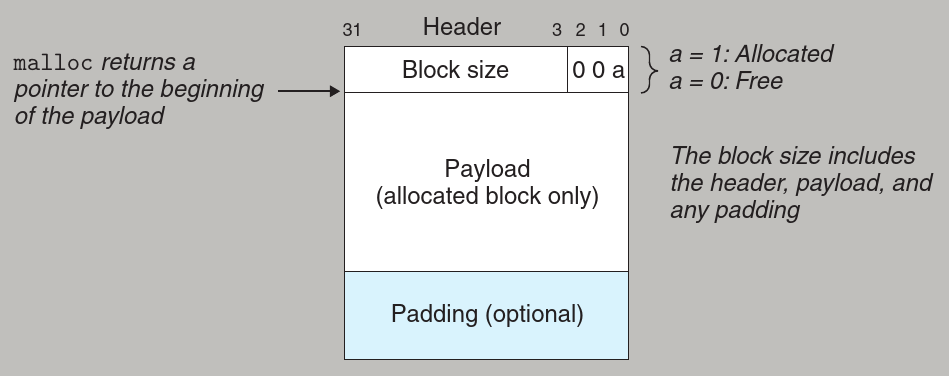 31 Header 3 2 1 0
malloc returns a
pointer to the beginning
of the payload
Block size 0 0 a
a = 1: Allocated
a = 0: Free
Payload
(allocated block only)
The block size includes
the header, payload, and
any padding
Padding (optional)